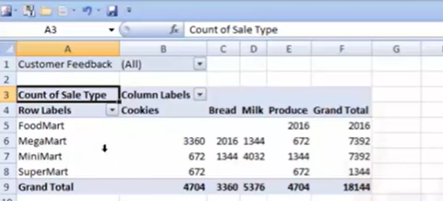 A3 fx Count of Sale Type
A B C D E F G
1 Customer Feedback (All)
2
3 Count of Sale Type Column Labels
4 Row Labels Cookies Bread Milk Produce Grand Total
5 FoodMart 2016 2016
6 MegaMart 3360 2016 1344 672 7392
7 MiniMart 672 1344 4032 1344 7392
8 SuperMart 672 672 1344
9 Grand Total 4704 3360 5376 4704 18144
10